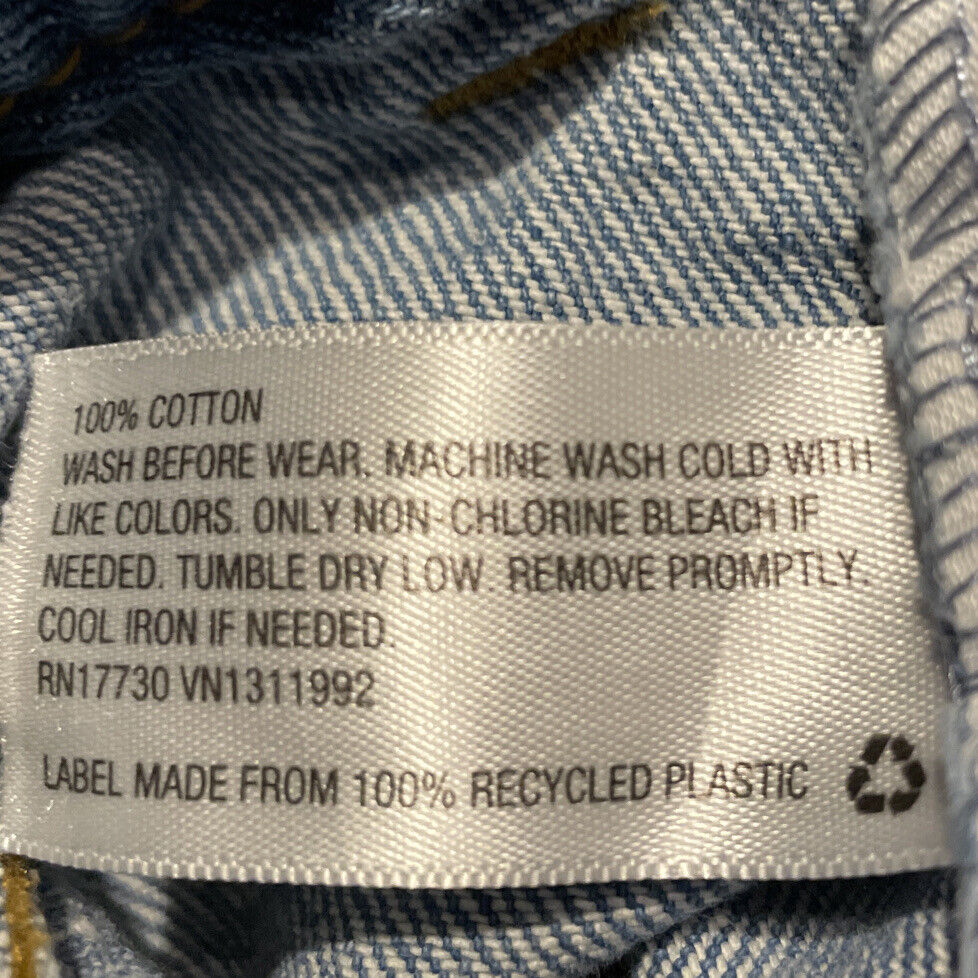 100% COTTON
WASH BEFORE WEAR. MACHINE WASH COLD WITH
LIKE COLORS. ONLY NON-CHLORINE BLEACH IF
NEEDED. TUMBLE DRY LOW. REMOVE PROMPTLY.
COOL IRON IF NEEDED.
RN17730 VN1311992
LABEL MADE FROM 100% RECYCLED PLASTIC